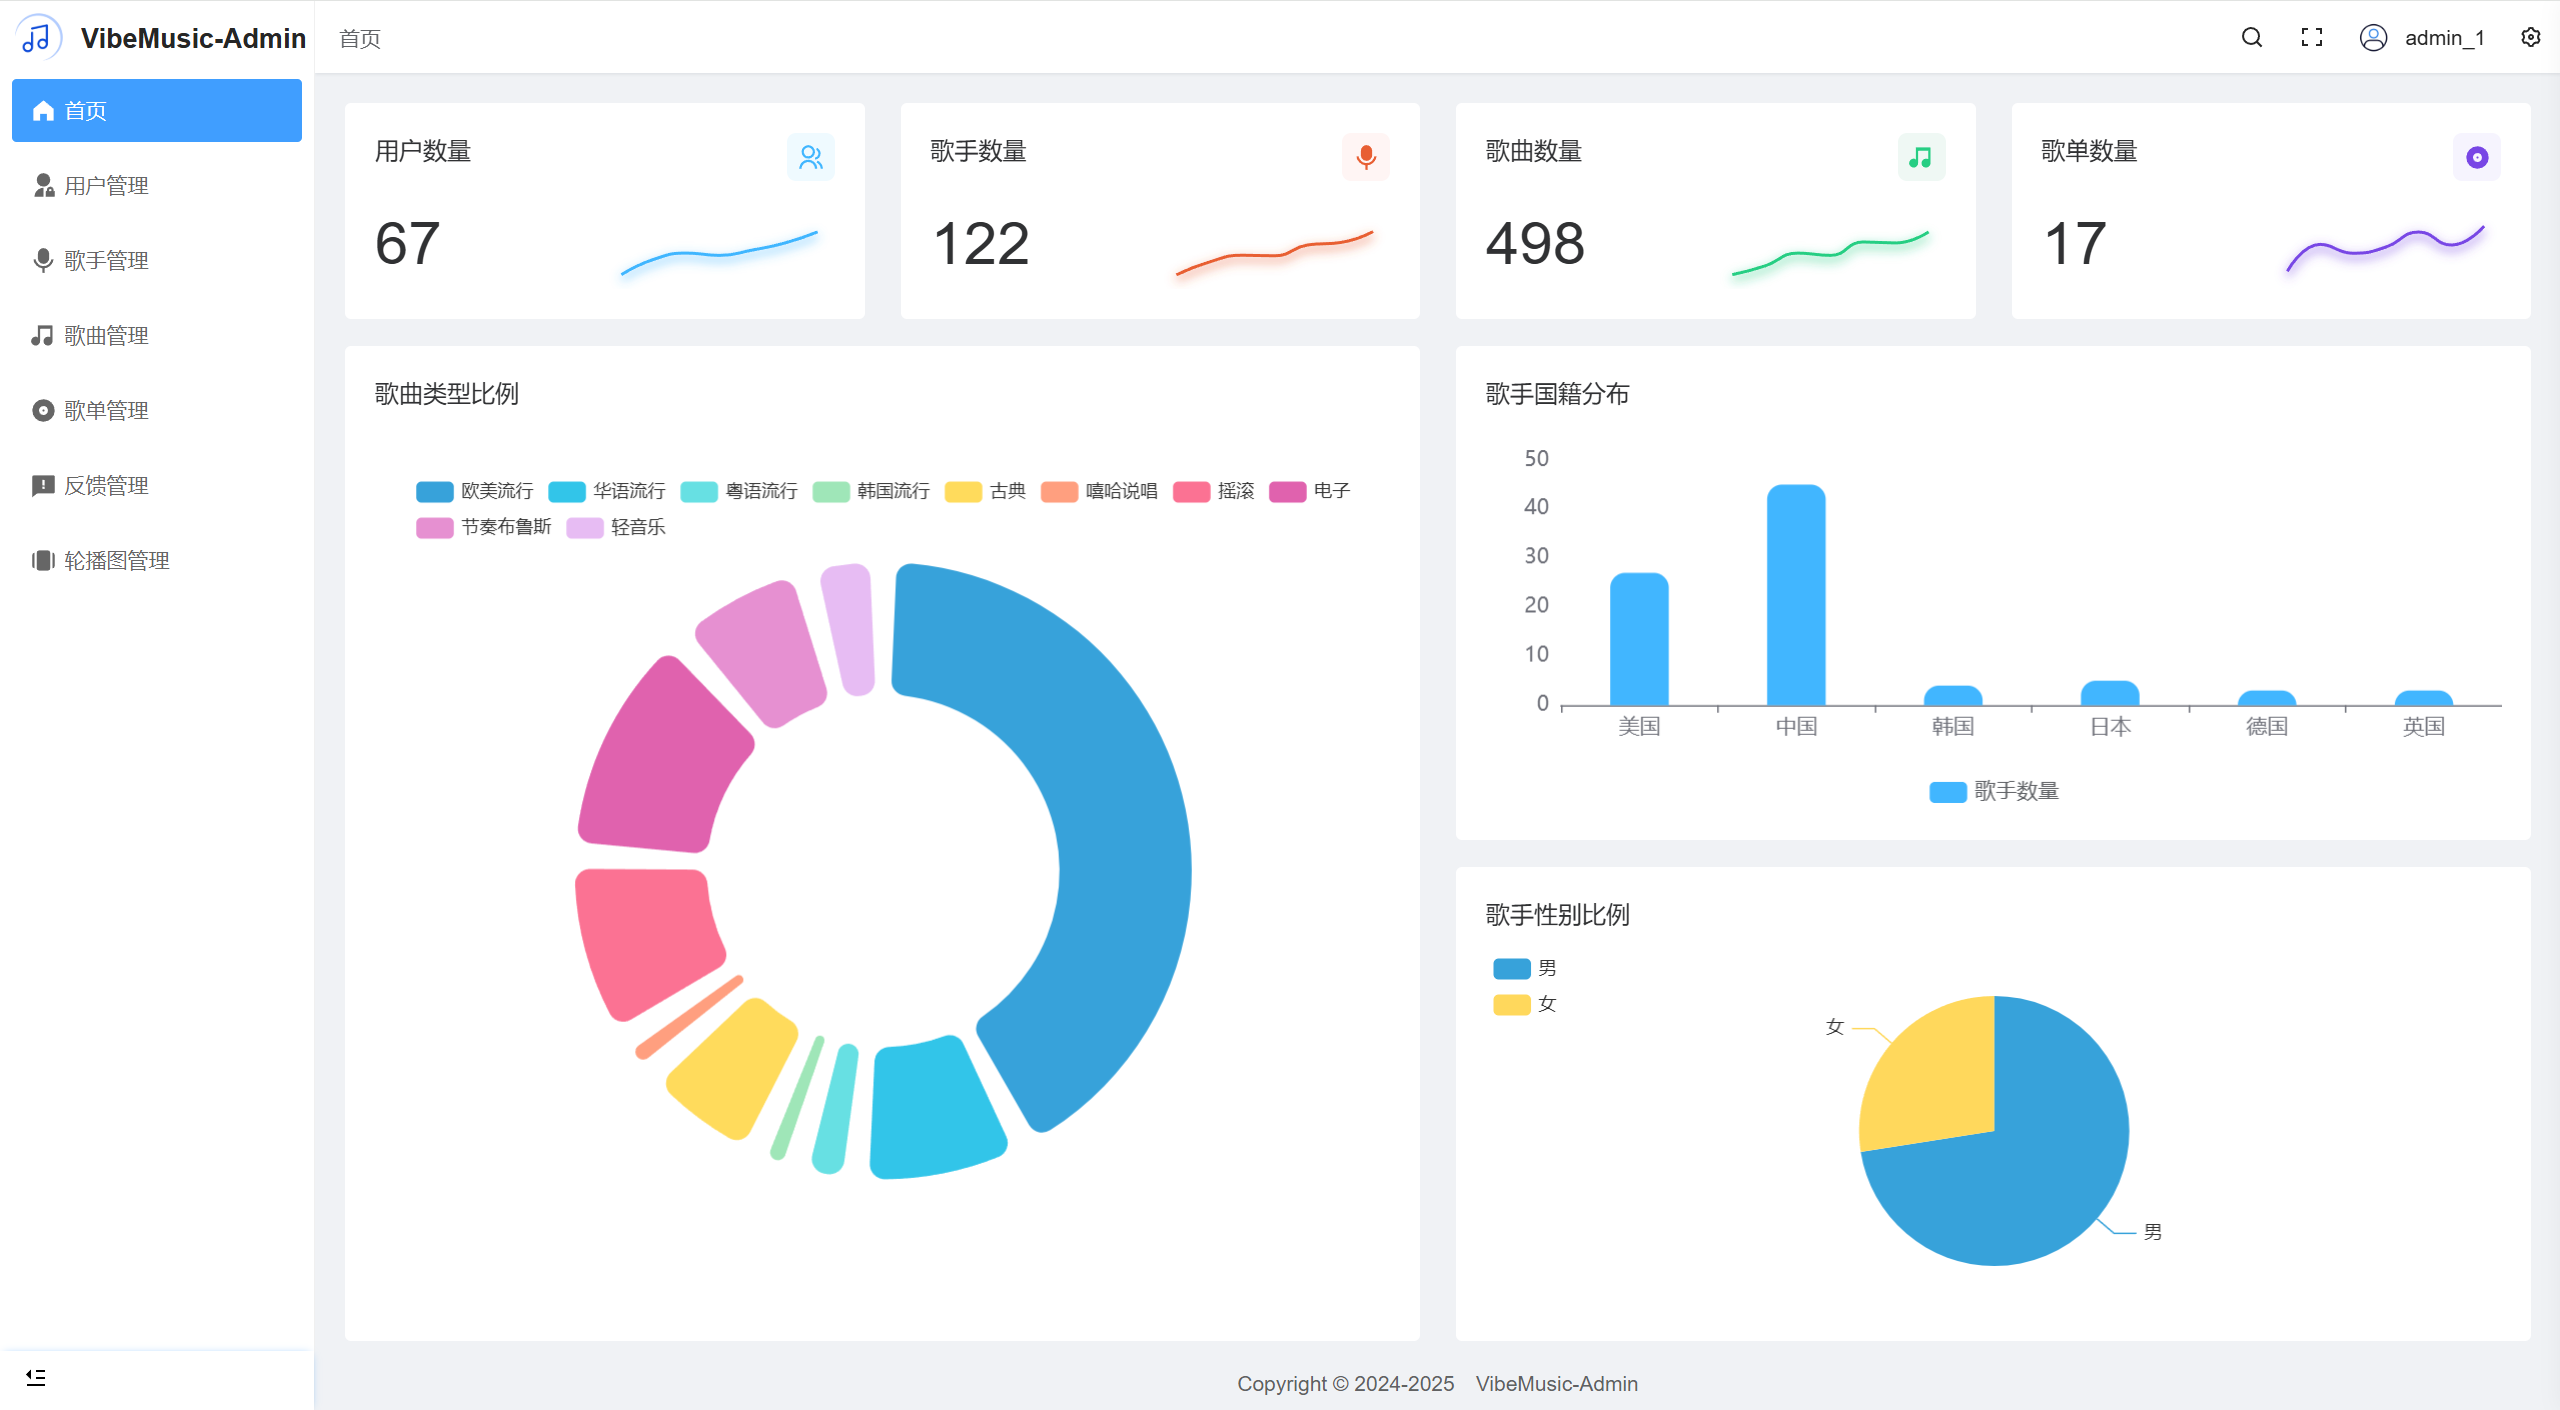 VibeMusic-Admin
首页
admin_1
首页
用户管理
歌手管理
歌曲管理
歌单管理
反馈管理
轮播图管理
用户数量
67
歌手数量
122
歌曲数量
498
歌单数量
17
歌曲类型比例
欧美流行 华语流行 粤语流行 韩国流行 古典 嘻哈说唱 摇滚 电子
节奏布鲁斯 轻音乐
歌手国籍分布
50
40
30
20
10
0
美国 中国 韩国 日本 德国 英国
歌手数量
歌手性别比例
男
女
女
男
Copyright © 2024-2025 VibeMusic-Admin